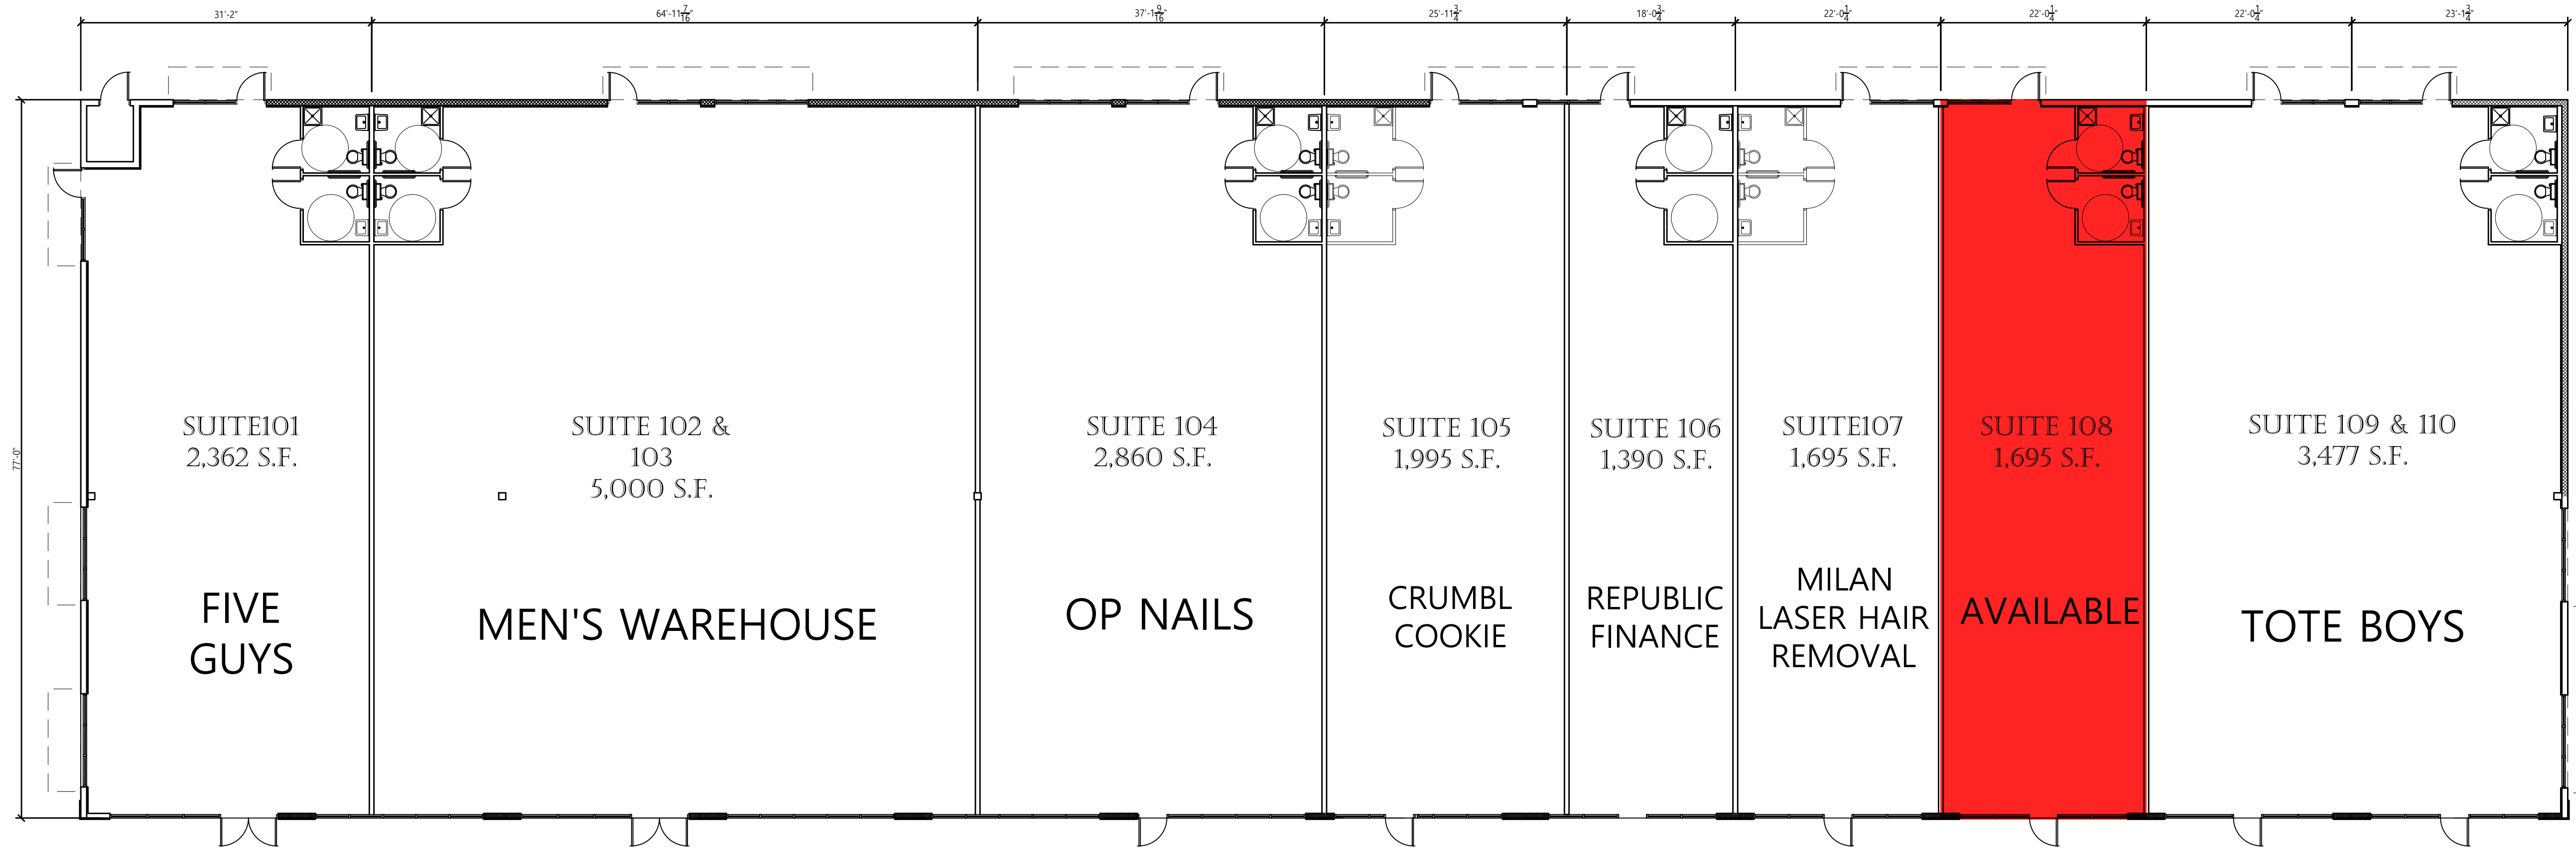 31'-2"
64'-11 7/16"
37'-1 9/16"
25'-11 3/4"
18'-0 3/4"
22'-0 1/4"
22'-0 1/4"
22'-0 1/4"
23'-1 3/4"
77'-0"
SUITE101
2,362 S.F.
SUITE 102 &
103
5,000 S.F.
SUITE 104
2,860 S.F.
SUITE 105
1,995 S.F.
SUITE 106
1,390 S.F.
SUITE107
1,695 S.F.
SUITE 108
1,695 S.F.
SUITE 109 & 110
3,477 S.F.
FIVE
GUYS
MEN'S WAREHOUSE
OP NAILS
CRUMBL
COOKIE
REPUBLIC
FINANCE
MILAN
LASER HAIR
REMOVAL
AVAILABLE
TOTE BOYS